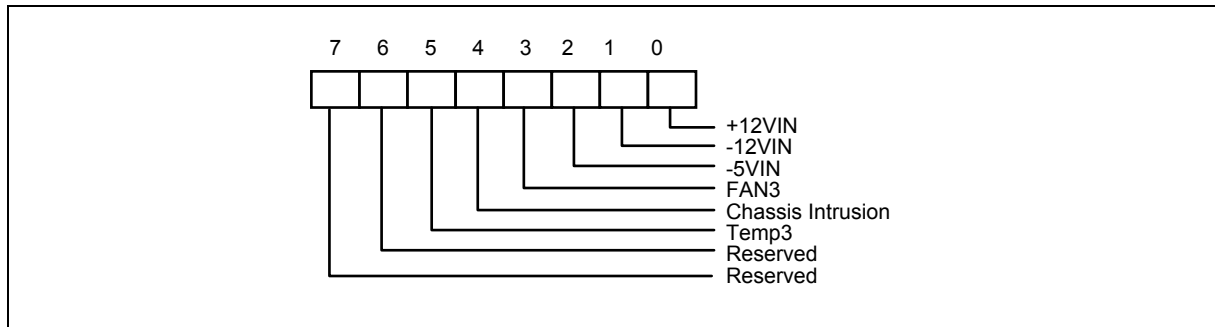 7 6 5 4 3 2 1 0
+12VIN
-12VIN
-5VIN
FAN3
Chassis Intrusion
Temp3
Reserved
Reserved